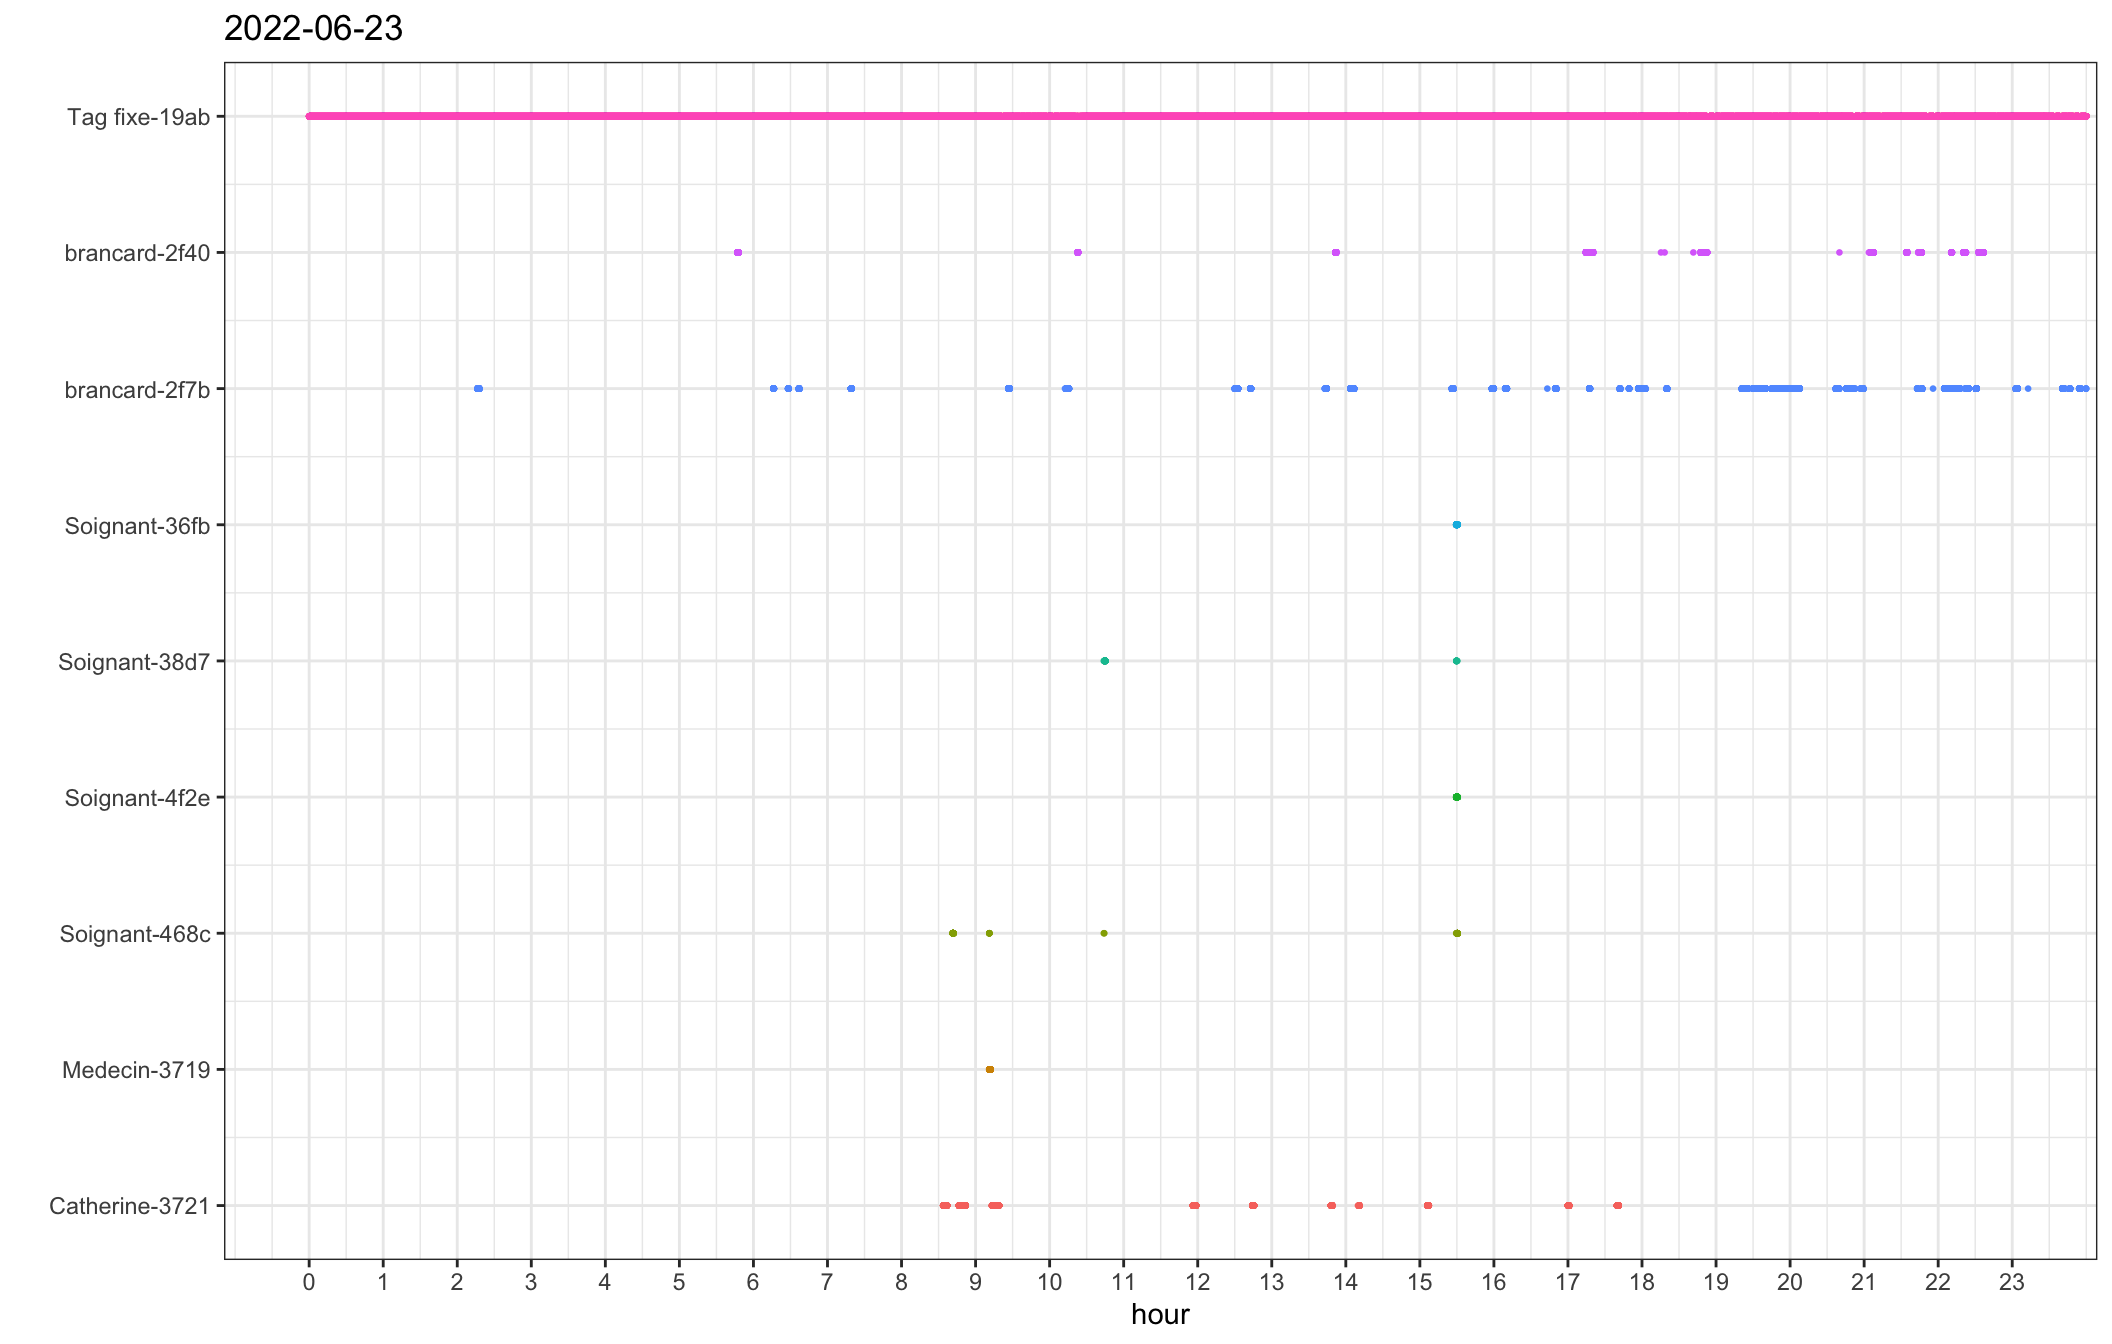 2022-06-23
Tag fixe-19ab
brancard-2f40
brancard-2f7b
Soignant-36fb
Soignant-38d7
Soignant-4f2e
Soignant-468c
Medecin-3719
Catherine-3721
0 1 2 3 4 5 6 7 8 9 10 11 12 13 14 15 16 17 18 19 20 21 22 23
hour